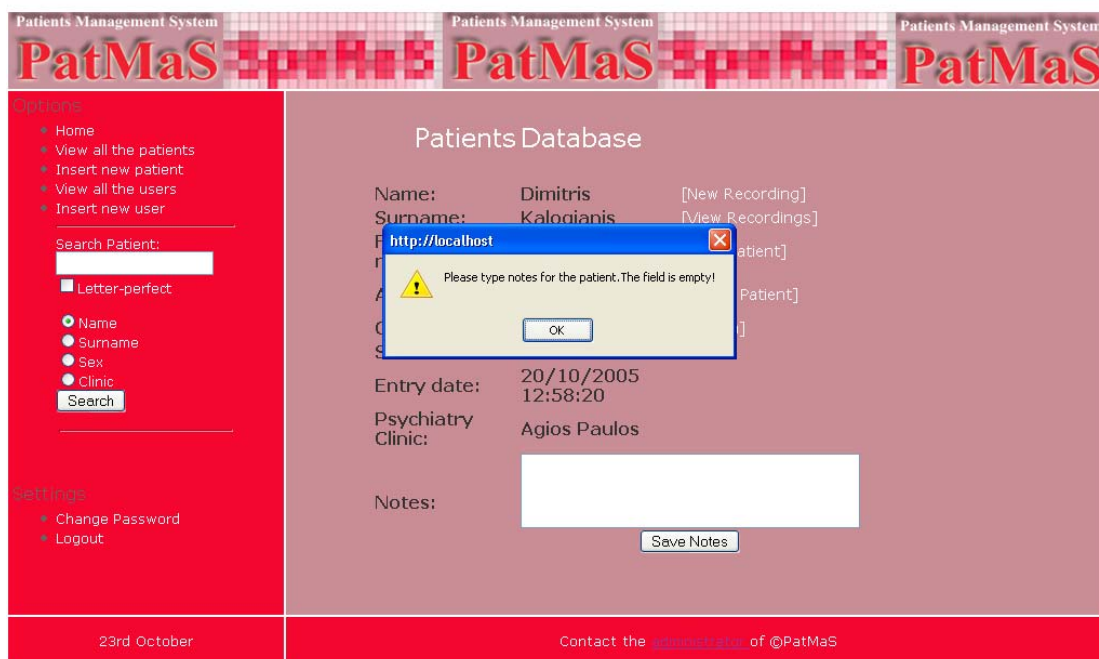 Patients Management System
PatMaS
Patients Management System
PatMaS
Patients Management System
PatMaS
Options
Home
View all the patients
Insert new patient
View all the users
Insert new user
Search Patient:
Letter-perfect
Name
Surname
Sex
Clinic
Search
Settings
Change Password
Logout
Patients Database
Name: Dimitris [New Recording]
Surname: Kalogianis [View Recordings]
http://localhost
Please type notes for the patient.The field is empty!
OK
atient]
Patient]
Entry date: 20/10/2005
12:58:20
Psychiatry
Clinic: Agios Paulos
Notes:
Save Notes
23rd October
Contact the administrator of ©PatMaS